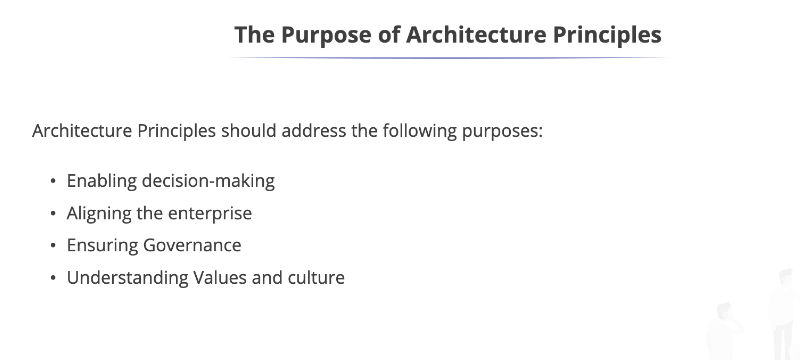 The Purpose of Architecture Principles
Architecture Principles should address the following purposes:
• Enabling decision-making
• Aligning the enterprise
• Ensuring Governance
• Understanding Values and culture